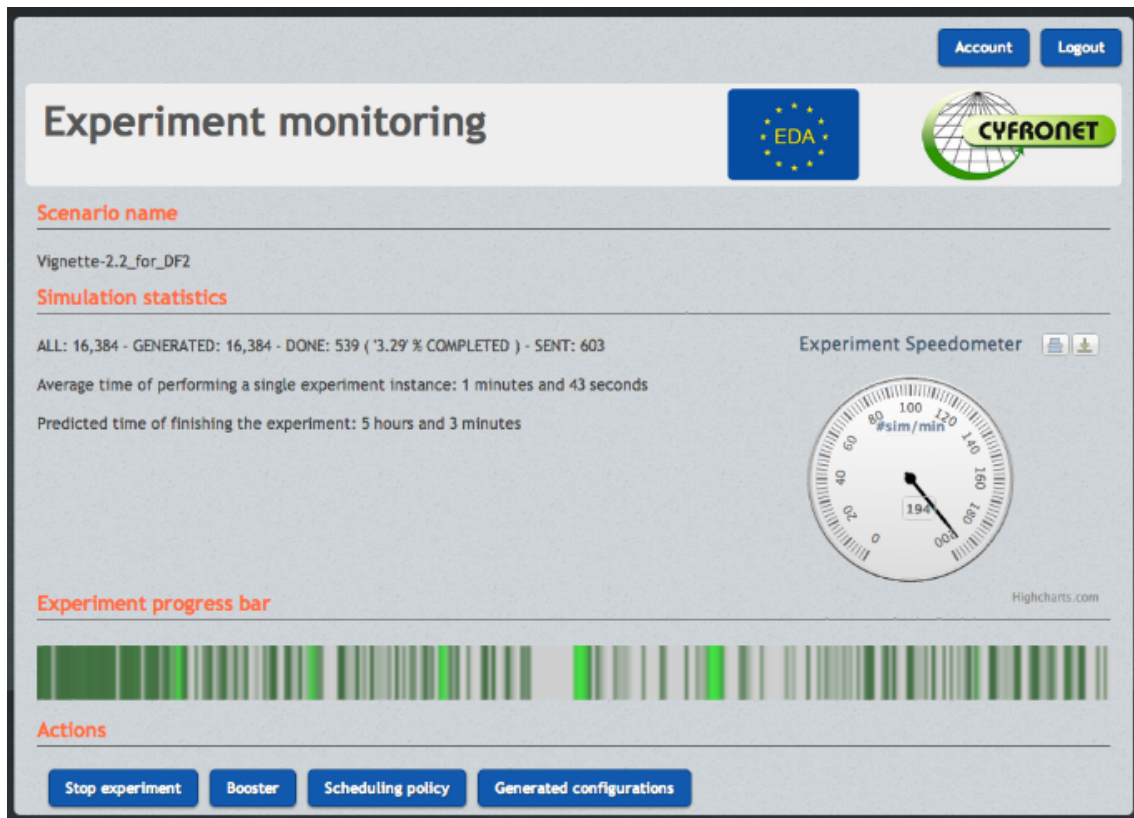 Account Logout
Experiment monitoring
EDA
CYFRONET
Scenario name
Vignette-2.2_for_DF2
Simulation statistics
ALL: 16,384 - GENERATED: 16,384 - DONE: 539 ( '3.29' % COMPLETED ) - SENT: 603
Average time of performing a single experiment instance: 1 minutes and 43 seconds
Predicted time of finishing the experiment: 5 hours and 3 minutes
Experiment Speedometer
0 20 40 60 80 100 120 140 160 180 200
#sim/min
194
Highcharts.com
Experiment progress bar
Actions
Stop experiment Booster Scheduling policy Generated configurations